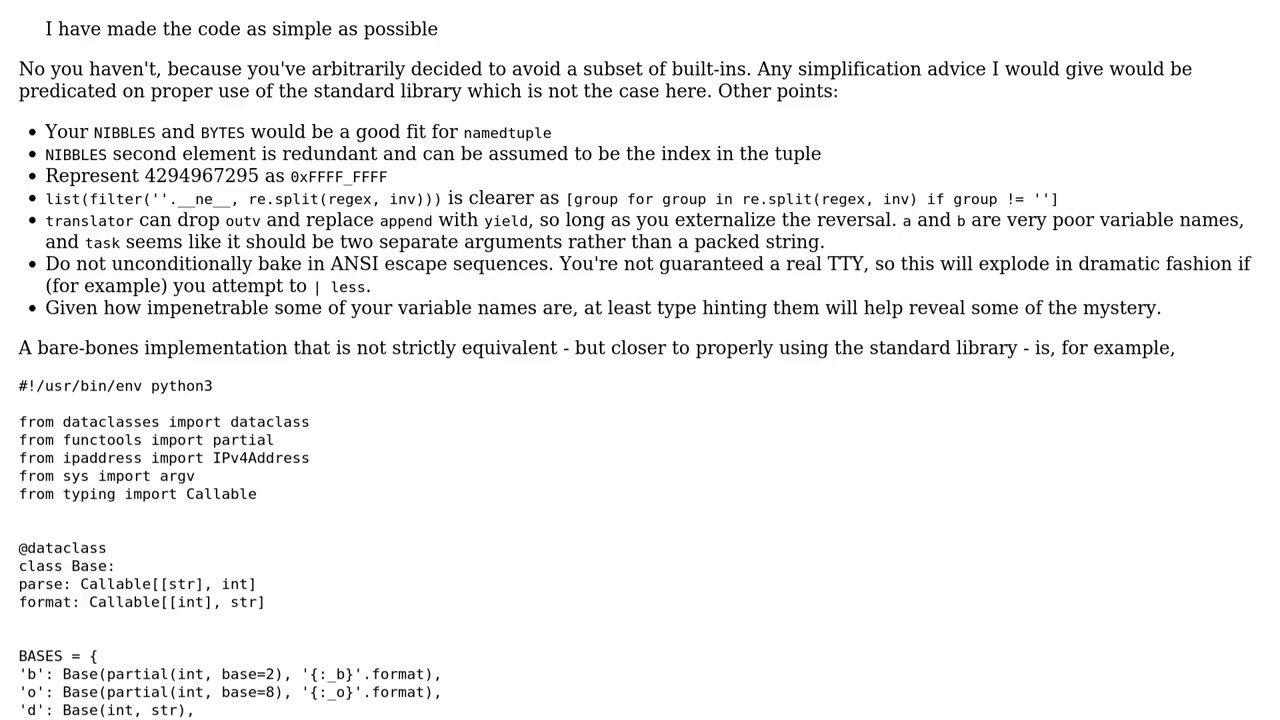 I have made the code as simple as possible
No you haven't, because you've arbitrarily decided to avoid a subset of built-ins. Any simplification advice I would give would be
predicated on proper use of the standard library which is not the case here. Other points:
• Your NIBBLES and BYTES would be a good fit for namedtuple
• NIBBLES second element is redundant and can be assumed to be the index in the tuple
• Represent 4294967295 as 0xFFFF_FFFF
• list(filter(''.__ne__, re.split(regex, inv))) is clearer as [group for group in re.split(regex, inv) if group != '']
• translator can drop outv and replace append with yield, so long as you externalize the reversal. a and b are very poor variable names,
and task seems like it should be two separate arguments rather than a packed string.
• Do not unconditionally bake in ANSI escape sequences. You're not guaranteed a real TTY, so this will explode in dramatic fashion if
(for example) you attempt to | less.
• Given how impenetrable some of your variable names are, at least type hinting them will help reveal some of the mystery.
A bare-bones implementation that is not strictly equivalent - but closer to properly using the standard library - is, for example,
#!/usr/bin/env python3
from dataclasses import dataclass
from functools import partial
from ipaddress import IPv4Address
from sys import argv
from typing import Callable
@dataclass
class Base:
parse: Callable[[str], int]
format: Callable[[int], str]
BASES = {
'b': Base(partial(int, base=2), '{:_b}'.format),
'o': Base(partial(int, base=8), '{:_o}'.format),
'd': Base(int, str),